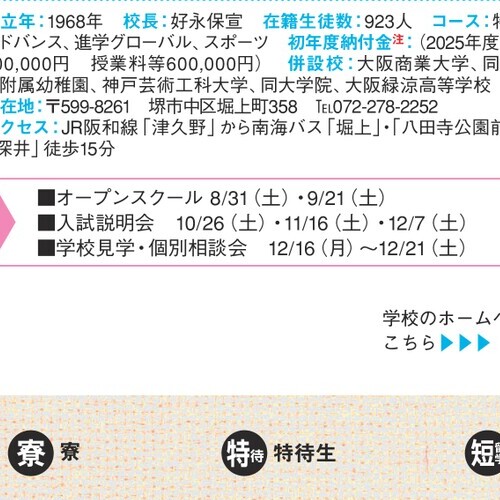 立年：1968年 校長：好永保宣 在籍生徒数：923人 コース：特
ドバンス、進学グローバル、スポーツ 初年度納付金注：（2025年度
00,000円 授業料等600,000円） 併設校：大阪商業大学、同
附属幼稚園、神戸芸術工科大学、同大学院、大阪緑涼高等学校
在地：〒599-8261 堺市中区堀上町358 TEL072-278-2252
クセス：JR阪和線「津久野」から南海バス「堀上」・「八田寺公園前
深井」徒歩15分
■オープンスクール 8/31（土）・9/21（土）
■入試説明会 10/26（土）・11/16（土）・12/7（土）
■学校見学・個別相談会 12/16（月）～12/21（土）
学校のホームペ
こちら▶▶▶
寮 寮 特待 特待生 短